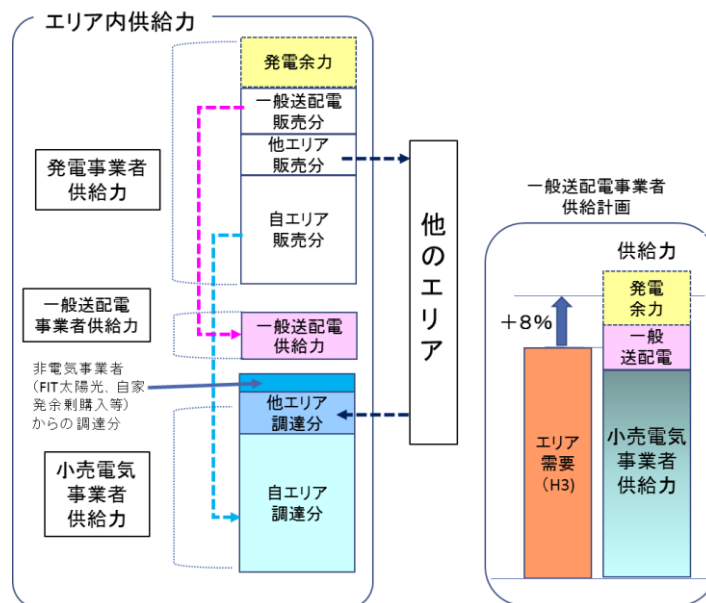 エリア内供給力
発電余力
一般送配電
販売分
他エリア
販売分
自エリア
販売分
発電事業者
供給力
一般送配電
事業者供給力
一般送配電
供給力
非電気事業者
(FIT太陽光、自家
発余剰購入等)
からの調達分
他エリア
調達分
自エリア
調達分
小売電気
事業者
供給力
他のエリア
一般送配電事業者
供給計画
供給力
発電
余力
+8%
一般
送配電
エリア
需要
(H3)
小売電気
事業者
供給力